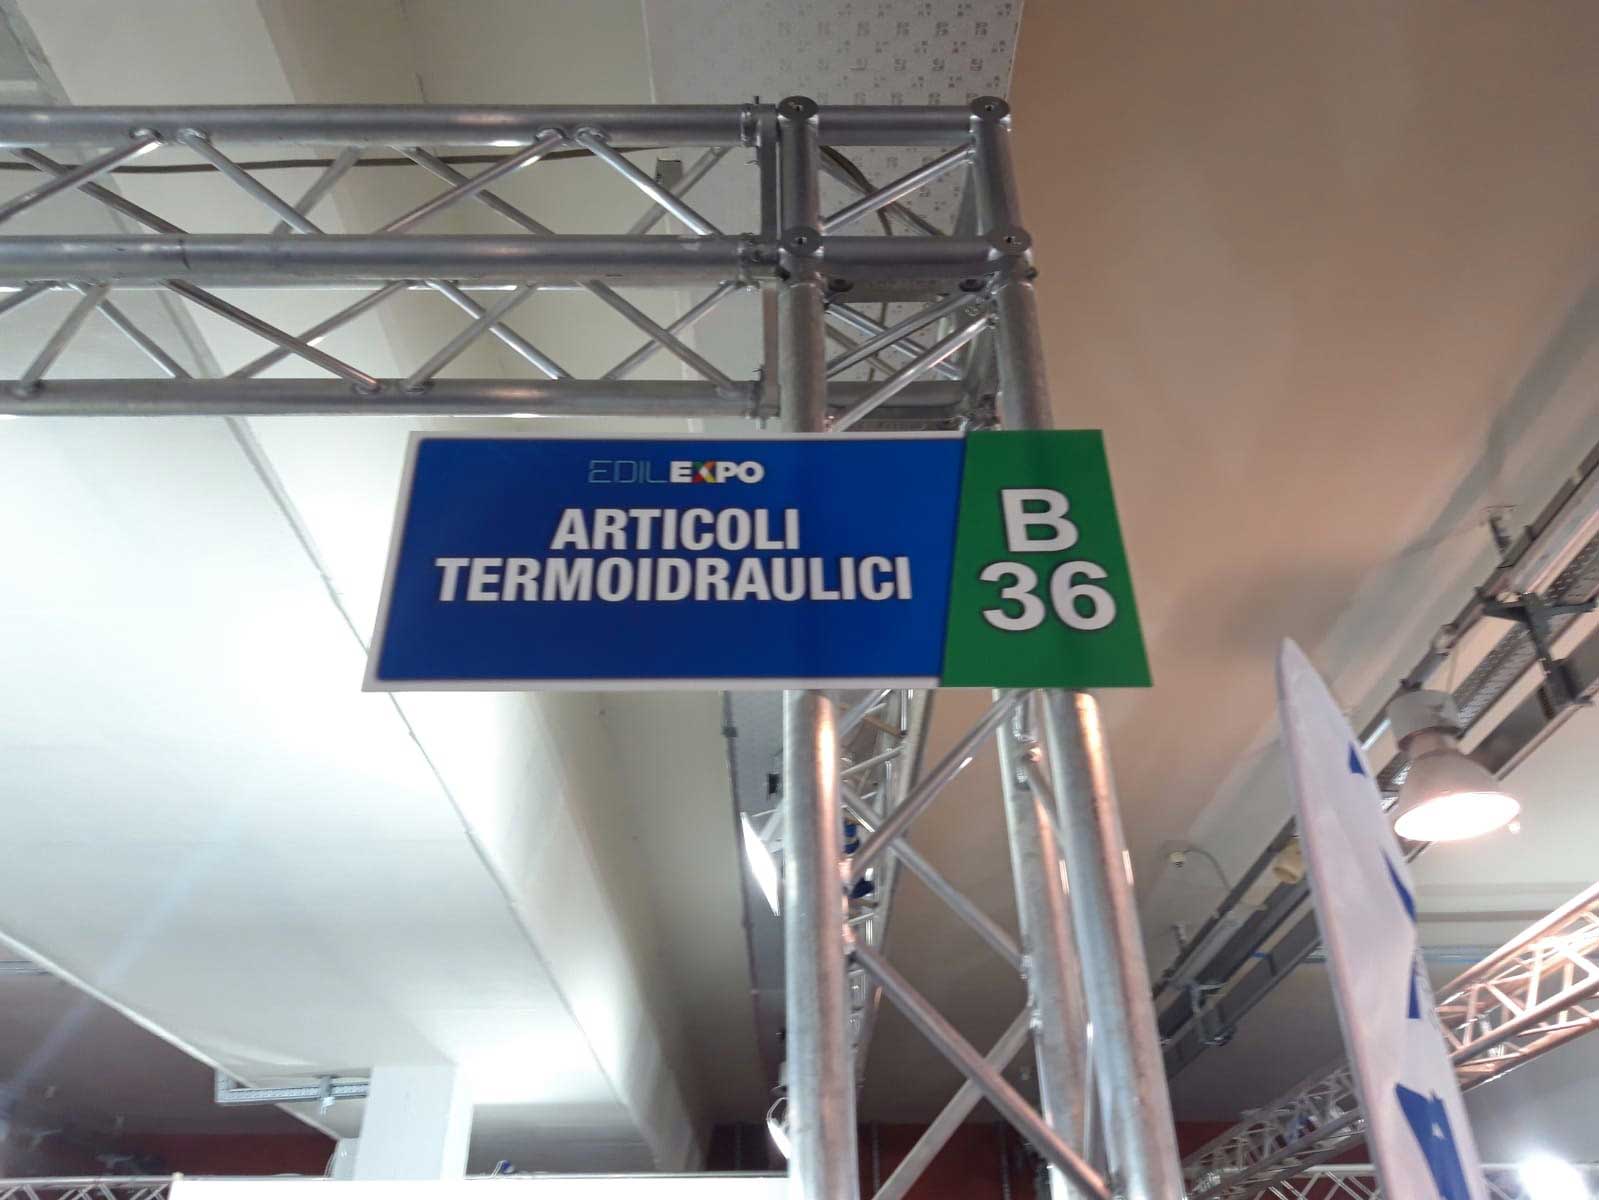 EDILEXPO
ARTICOLI
TERMOIDRAULICI
B
36